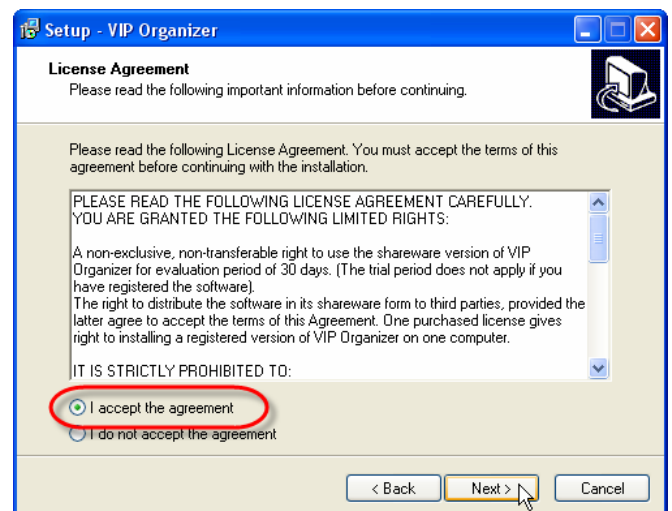 Setup - VIP Organizer
License Agreement
Please read the following important information before continuing.
Please read the following License Agreement. You must accept the terms of this
agreement before continuing with the installation.
PLEASE READ THE FOLLOWING LICENSE AGREEMENT CAREFULLY.
YOU ARE GRANTED THE FOLLOWING LIMITED RIGHTS:
A non-exclusive, non-transferable right to use the shareware version of VIP
Organizer for evaluation period of 30 days. (The trial period does not apply if you
have registered the software).
The right to distribute the software in its shareware form to third parties, provided the
latter agree to accept the terms of this Agreement. One purchased license gives
right to installing a registered version of VIP Organizer on one computer.
IT IS STRICTLY PROHIBITED TO:
I accept the agreement
I do not accept the agreement
< Back Next > Cancel